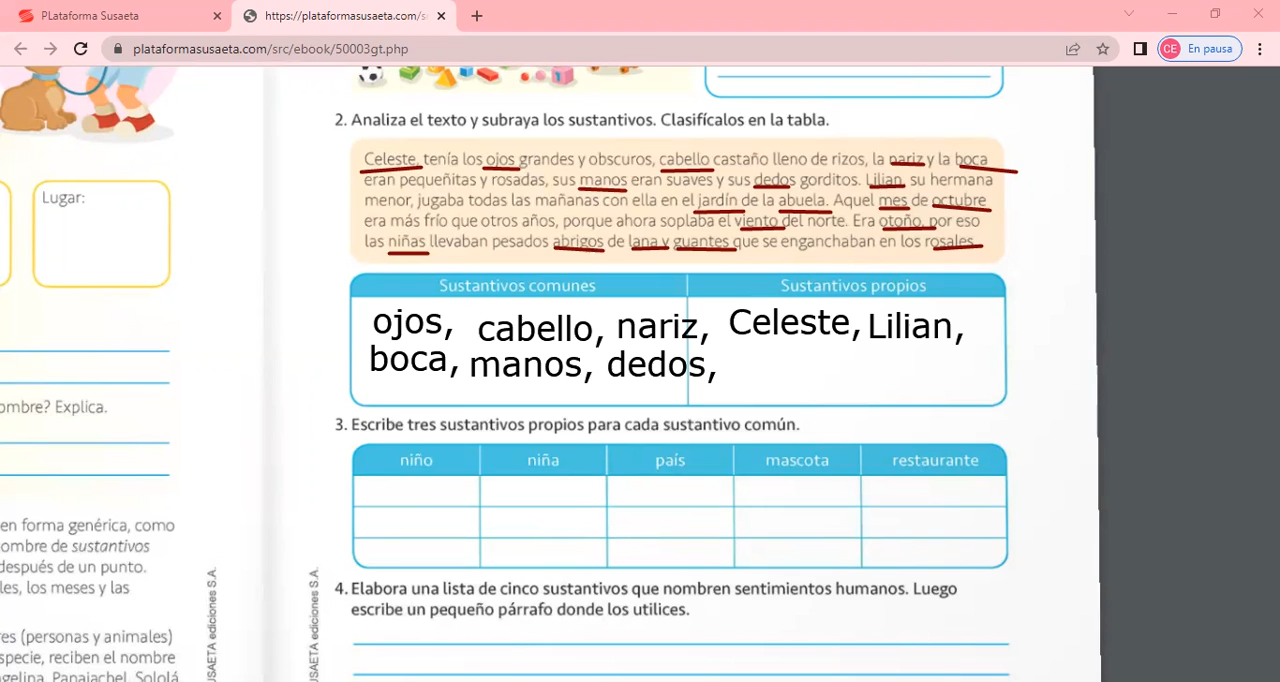 PLataforma Susaeta
https://plataformasusaeta.com/s
plataformasusaeta.com/src/ebook/50003gt.php
CE En pausa
2. Analiza el texto y subraya los sustantivos. Clasifícalos en la tabla.
Celeste, tenía los ojos grandes y obscuros, cabello castaño lleno de rizos, la nariz y la boca
eran pequeñitas y rosadas, sus manos eran suaves y sus dedos gorditos. Lilian, su hermana
menor, jugaba todas las mañanas con ella en el jardín de la abuela. Aquel mes de octubre
era más frío que otros años, porque ahora soplaba el viento del norte. Era otoño, por eso
las niñas llevaban pesados abrigos de lana y guantes que se enganchaban en los rosales.
Lugar:
Sustantivos comunes Sustantivos propios
ojos, cabello, nariz, Celeste, Lilian,
boca, manos, dedos,
ombre? Explica.
3. Escribe tres sustantivos propios para cada sustantivo común.
niño niña país mascota restaurante
en forma genérica, como
ombre de sustantivos
después de un punto.
les, los meses y las
res (personas y animales)
specie, reciben el nombre
ngelina, Panajachel, Sololá
SUSAETA ediciones S.A.
SUSAETA ediciones S.A.
4. Elabora una lista de cinco sustantivos que nombren sentimientos humanos. Luego
escribe un pequeño párrafo donde los utilices.